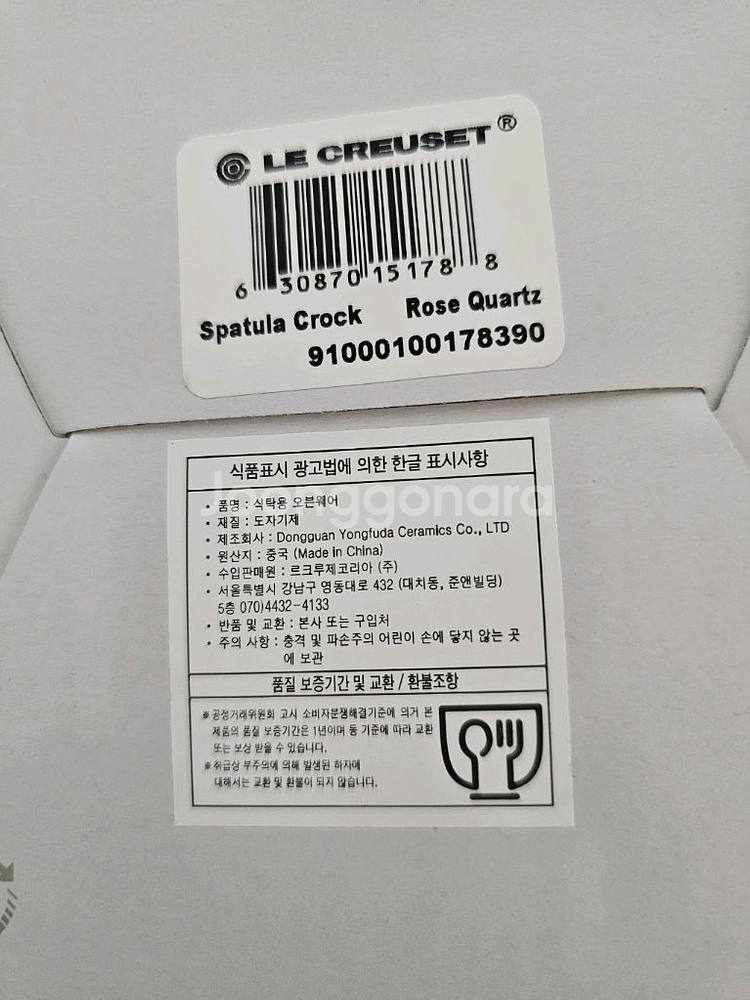 LE CREUSET®
6 30870 15178 8
Spatula Crock Rose Quartz
91000100178390
식품표시 광고법에 의한 한글 표시사항
• 품명 : 식탁용 오븐웨어
• 재질 : 도자기제
• 제조회사 : Dongguan Yongfuda Ceramics Co., LTD
• 원산지 : 중국 (Made in China)
• 수입판매원 : 르크루제코리아 (주)
• 서울특별시 강남구 영동대로 432 (대치동, 준앤빌딩)
5층 070)4432-4133
• 반품 및 교환 : 본사 또는 구입처
• 주의 사항 : 충격 및 파손주의 어린이 손에 닿지 않는 곳
에 보관
품질 보증기간 및 교환 / 환불조항
※공정거래위원회 고시 소비자분쟁해결기준에 의거 본
제품의 품질 보증기간은 1년이며 동 기준에 따라 교환
또는 보상 받을 수 있습니다.
※취급상 부주의에 의해 발생된 하자에
대해서는 교환 및 환불이 되지 않습니다.
Joonggonara